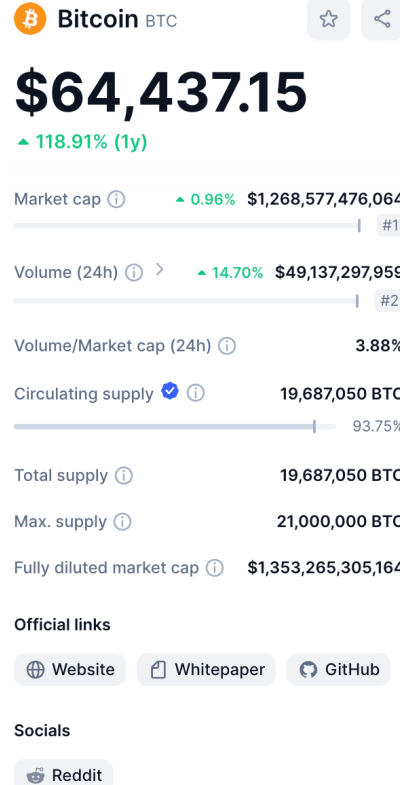 Bitcoin BTC
$64,437.15
118.91% (1y)
Market cap 0.96% $1,268,577,476,064
#1
Volume (24h) 14.70% $49,137,297,959
#2
Volume/Market cap (24h) 3.88%
Circulating supply 19,687,050 BTC
93.75%
Total supply 19,687,050 BTC
Max. supply 21,000,000 BTC
Fully diluted market cap $1,353,265,305,164
Official links
Website Whitepaper GitHub
Socials
Reddit